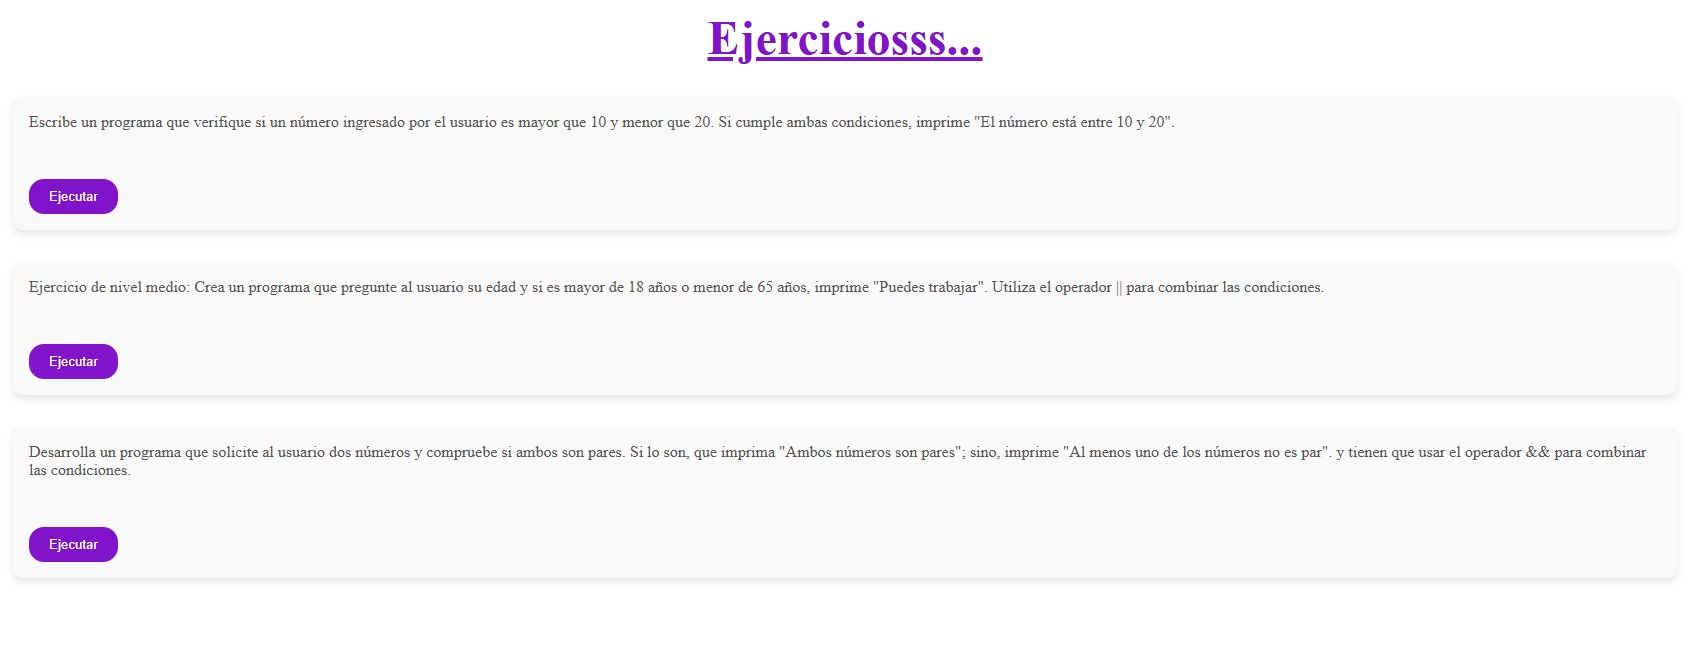 Ejerciciosss...
Escribe un programa que verifique si un número ingresado por el usuario es mayor que 10 y menor que 20. Si cumple ambas condiciones, imprime "El número está entre 10 y 20".
Ejecutar
Ejercicio de nivel medio: Crea un programa que pregunte al usuario su edad y si es mayor de 18 años o menor de 65 años, imprime "Puedes trabajar". Utiliza el operador || para combinar las condiciones.
Ejecutar
Desarrolla un programa que solicite al usuario dos números y compruebe si ambos son pares. Si lo son, que imprima "Ambos números son pares"; sino, imprime "Al menos uno de los números no es par". y tienen que usar el operador && para combinar
las condiciones.
Ejecutar